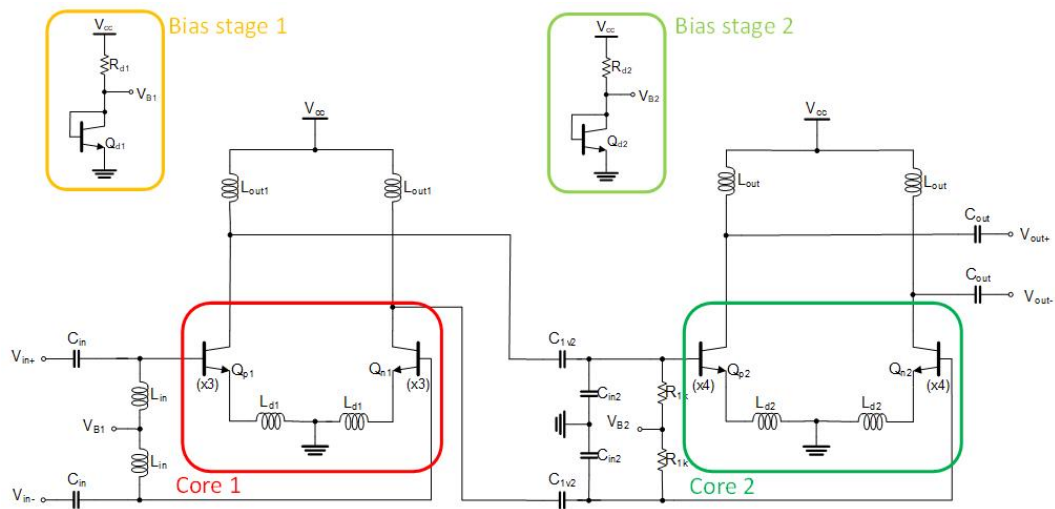 Bias stage 1
Vcc
Rd1
VB1
Qd1
Bias stage 2
Vcc
Rd2
VB2
Qd2
Vcc
Lout1
Lout1
Vcc
Lout
Lout
Cout
Vout+
Cout
Vout-
Cin
Vin+
Qp1
(x3)
Qn1
(x3)
Lin
Ld1
Ld1
VB1
Lin
Cin
Vin-
Core 1
C1v2
Qp2
(x4)
Qn2
(x4)
Cin2
R1k
Ld2
Ld2
VB2
Cin2
R1k
C1v2
Core 2